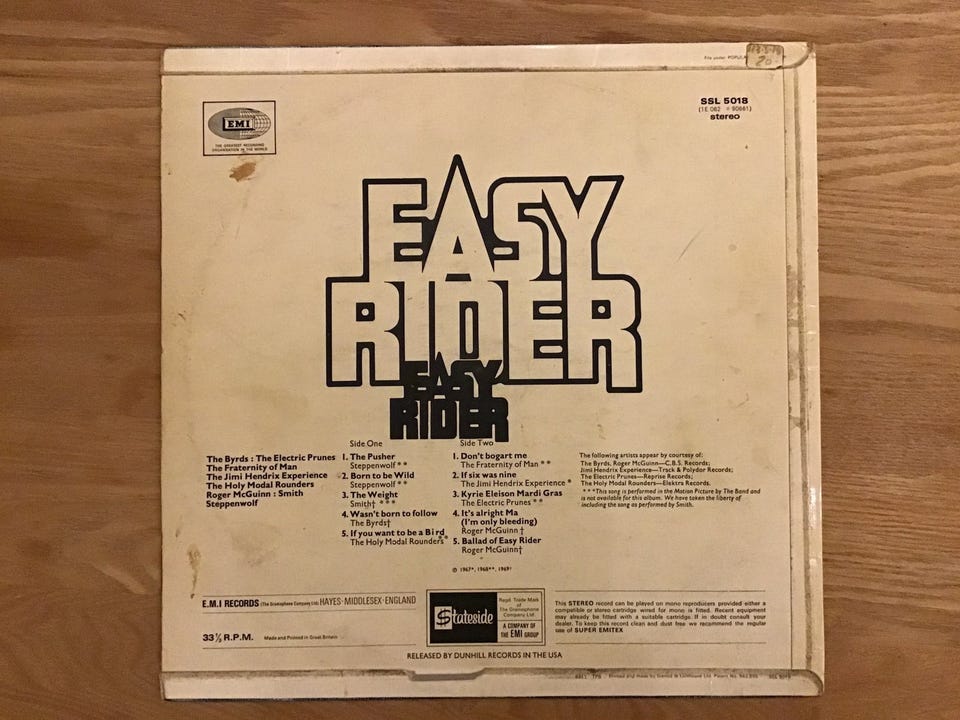 File under POPULAR
20
EMI
THE GREATEST RECORDING
ORGANISATION IN THE WORLD
SSL 5018
(1E 062 ○ 90661)
stereo
EASY
RIDER
EASY
RIDER
The Byrds : The Electric Prunes
The Fraternity of Man
The Jimi Hendrix Experience
The Holy Modal Rounders
Roger McGuinn : Smith
Steppenwolf
Side One
1. The Pusher
Steppenwolf **
2. Born to be Wild
Steppenwolf **
3. The Weight
Smith† ***
4. Wasn't born to follow
The Byrds†
5. If you want to be a Bird
The Holy Modal Rounders**
Side Two
1. Don't bogart me
The Fraternity of Man **
2. If six was nine
The Jimi Hendrix Experience *
3. Kyrie Eleison Mardi Gras
The Electric Prunes **
4. It's alright Ma
(I'm only bleeding)
Roger McGuinn †
5. Ballad of Easy Rider
Roger McGuinn†
The following artists appear by courtesy of:
The Byrds, Roger McGuinn—C.B.S. Records;
Jimi Hendrix Experience—Track & Polydor Records;
The Electric Prunes—Reprise Records;
The Holy Modal Rounders—Elektra Records.
***This song is performed in the Motion Picture by The Band and
is not available for this album. We have taken the liberty of
including the song as performed by Smith.
℗ 1967*, 1968**, 1969†
E.M.I RECORDS (The Gramophone Company Ltd) HAYES · MIDDLESEX · ENGLAND
33⅓ R.P.M. Made and Printed in Great Britain
Stateside
Regd. Trade Mark
of The
Gramophone
Company Ltd.
A COMPANY OF
THE EMI GROUP
This STEREO record can be played on mono reproducers provided either a
compatible or stereo cartridge wired for mono is fitted. Recent equipment
may already be fitted with a suitable cartridge. If in doubt consult your
dealer. To keep this record clean and dust free we recommend the regular
use of SUPER EMITEX
RELEASED BY DUNHILL RECORDS IN THE USA
TPS Printed and made by Garrod & Lofthouse Ltd. Patent No.